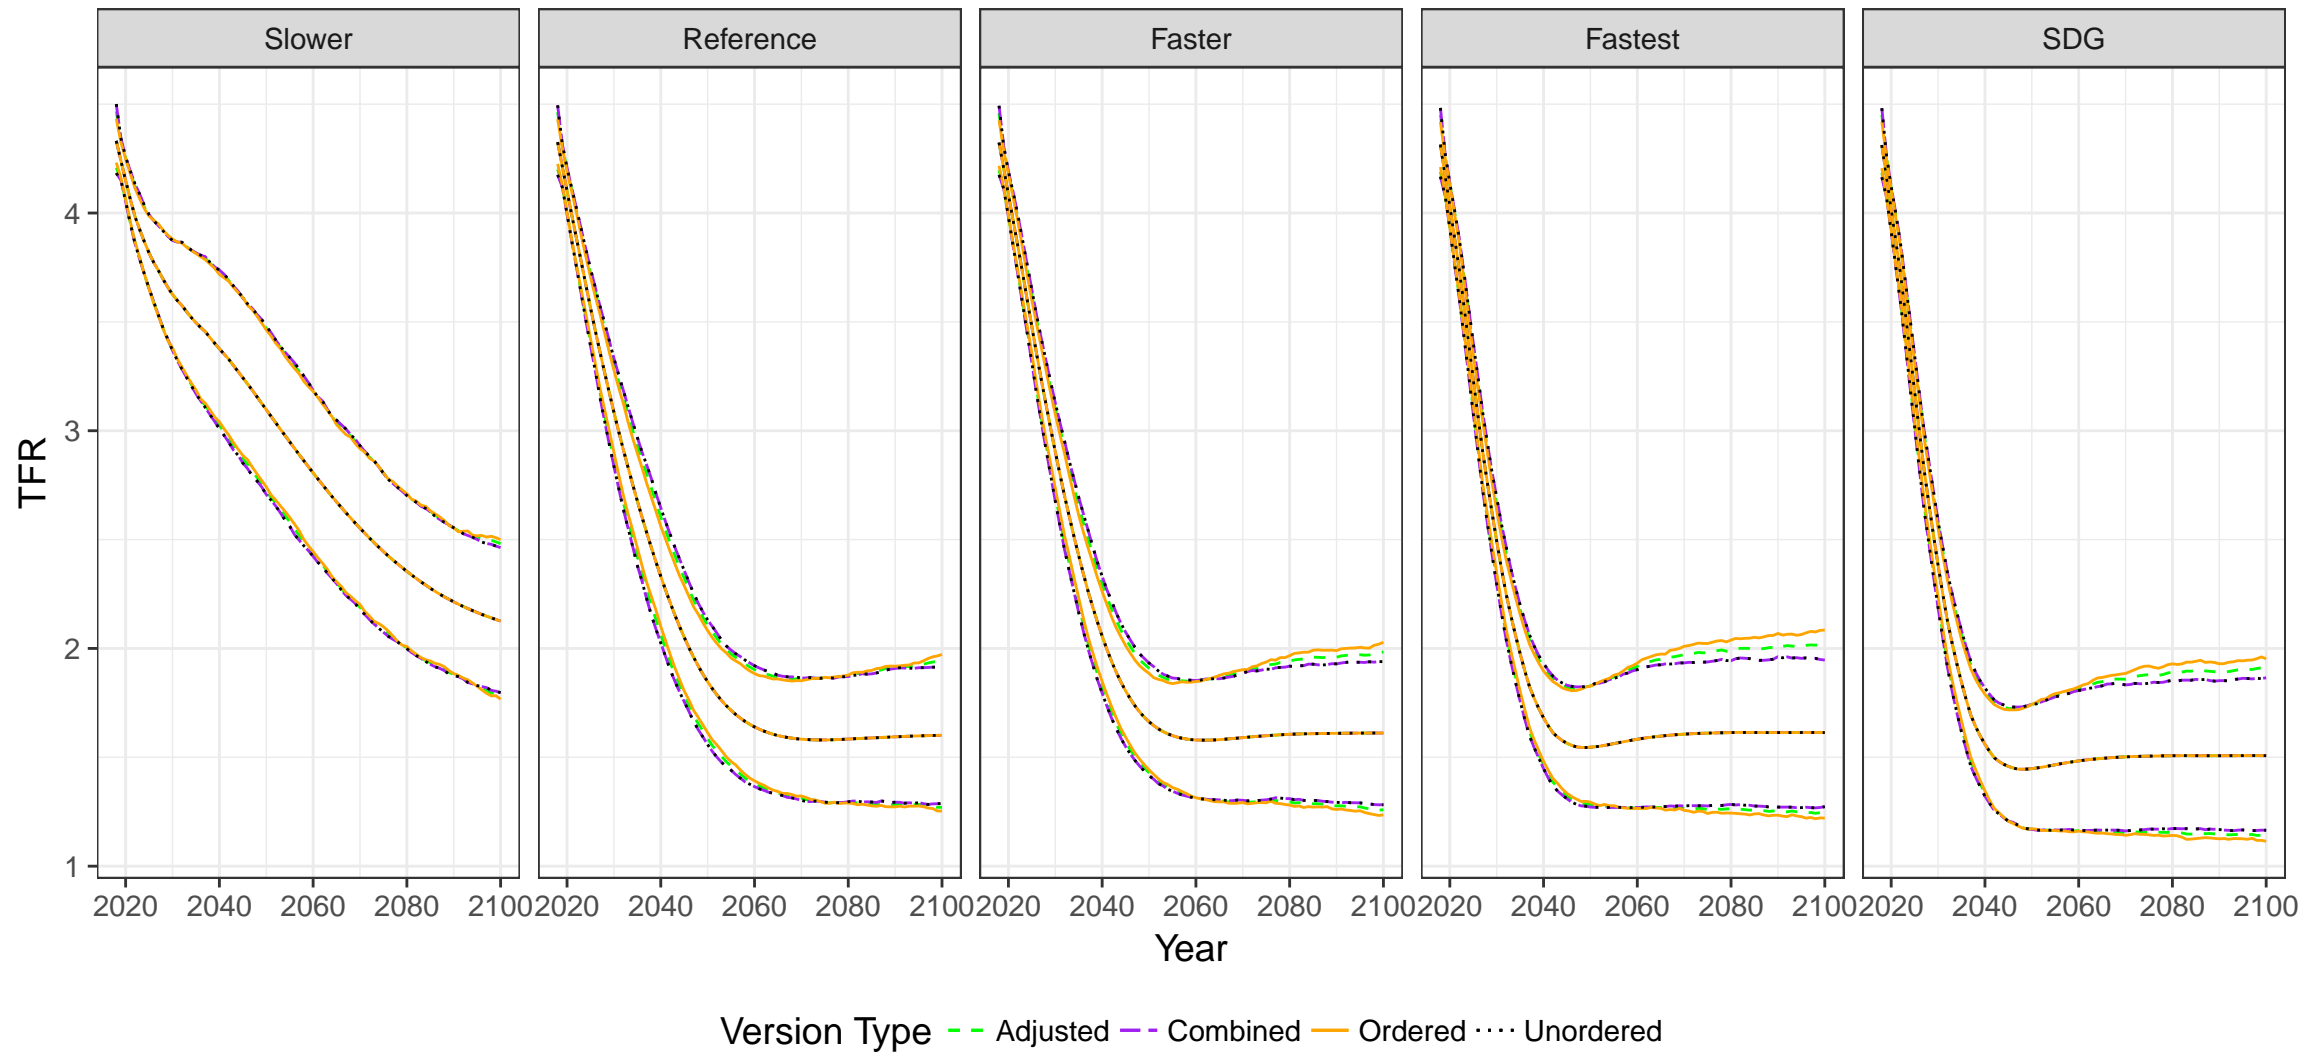 Slower Reference Faster Fastest SDG
TFR
4
3
2
1
2020 2040 2060 2080 2100 2020 2040 2060 2080 2100 2020 2040 2060 2080 2100 2020 2040 2060 2080 2100 2020 2040 2060 2080 2100
Year
Version Type Adjusted Combined Ordered Unordered